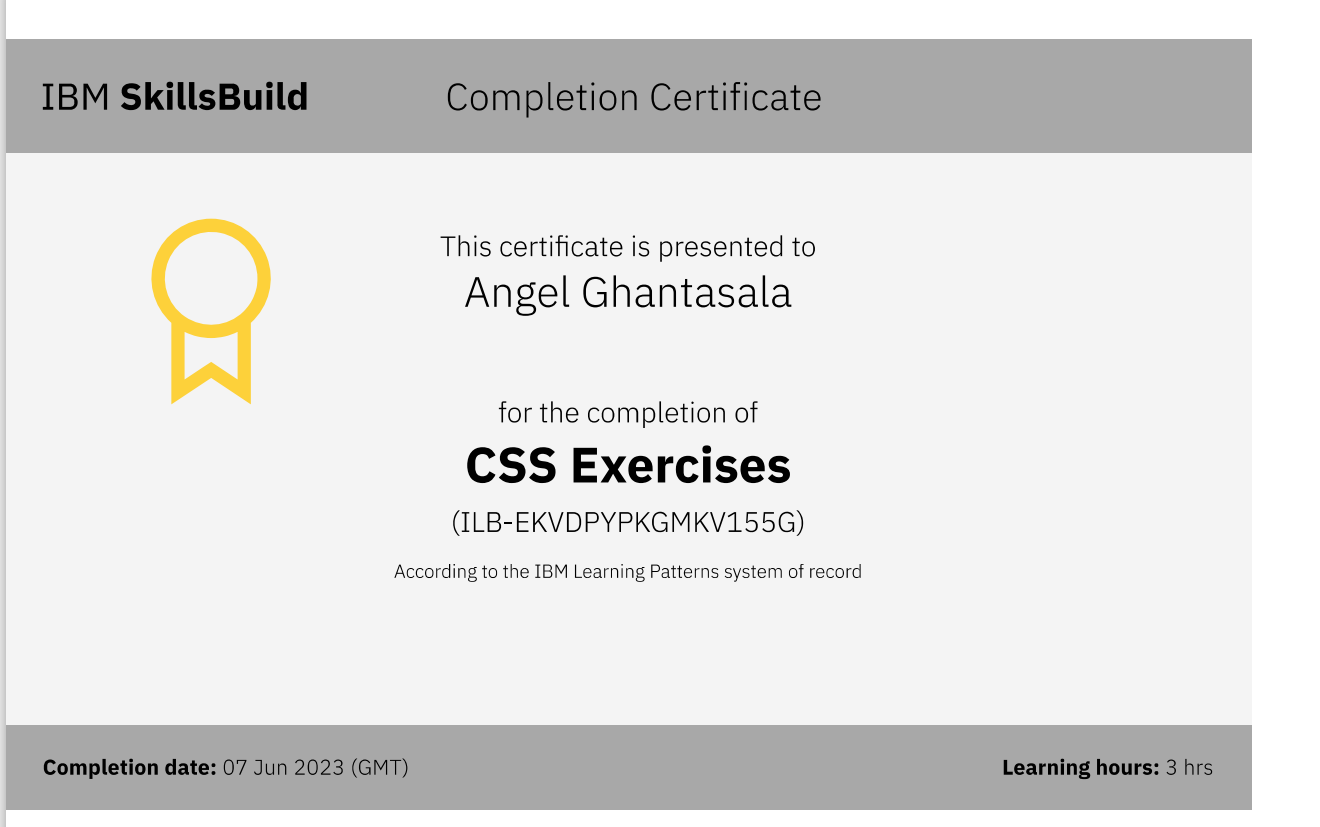 IBM SkillsBuild
Completion Certificate
This certificate is presented to
Angel Ghantasala
for the completion of
CSS Exercises
(ILB-EKVDPYPKGMKV155G)
According to the IBM Learning Patterns system of record
Completion date: 07 Jun 2023 (GMT)
Learning hours: 3 hrs